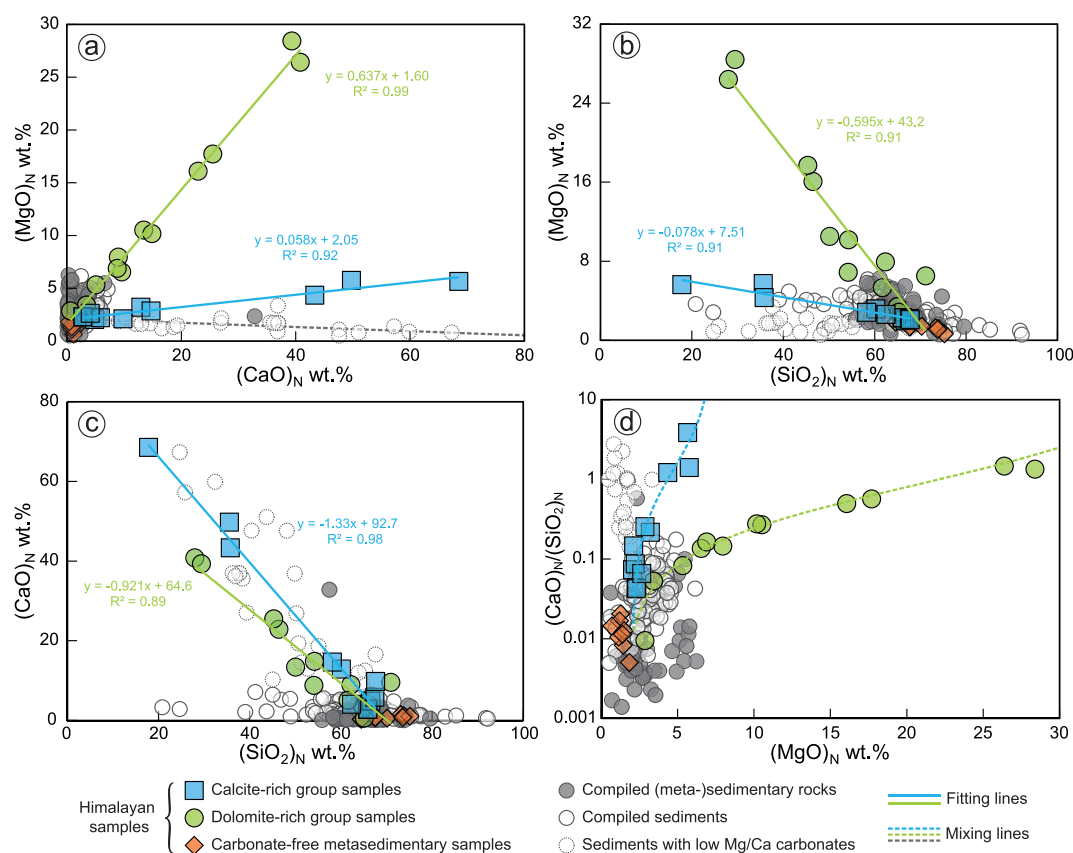 a
30
25
20
15
10
5
0
0
20
40
60
80
(MgO)N wt.%
(CaO)N wt.%
y = 0.637x + 1.60
R² = 0.99
y = 0.058x + 2.05
R² = 0.92
b
32
24
16
8
0
0
20
40
60
80
100
(MgO)N wt.%
(SiO2)N wt.%
y = -0.595x + 43.2
R² = 0.91
y = -0.078x + 7.51
R² = 0.91
c
80
60
40
20
0
0
20
40
60
80
100
(CaO)N wt.%
(SiO2)N wt.%
y = -1.33x + 92.7
R² = 0.98
y = -0.921x + 64.6
R² = 0.89
d
10
1
0.1
0.01
0.001
0
5
10
15
20
25
30
(CaO)N/(SiO2)N
(MgO)N wt.%
Himalayan
samples
Calcite-rich group samples
Dolomite-rich group samples
Carbonate-free metasedimentary samples
Compiled (meta-)sedimentary rocks
Compiled sediments
Sediments with low Mg/Ca carbonates
Fitting lines
Mixing lines